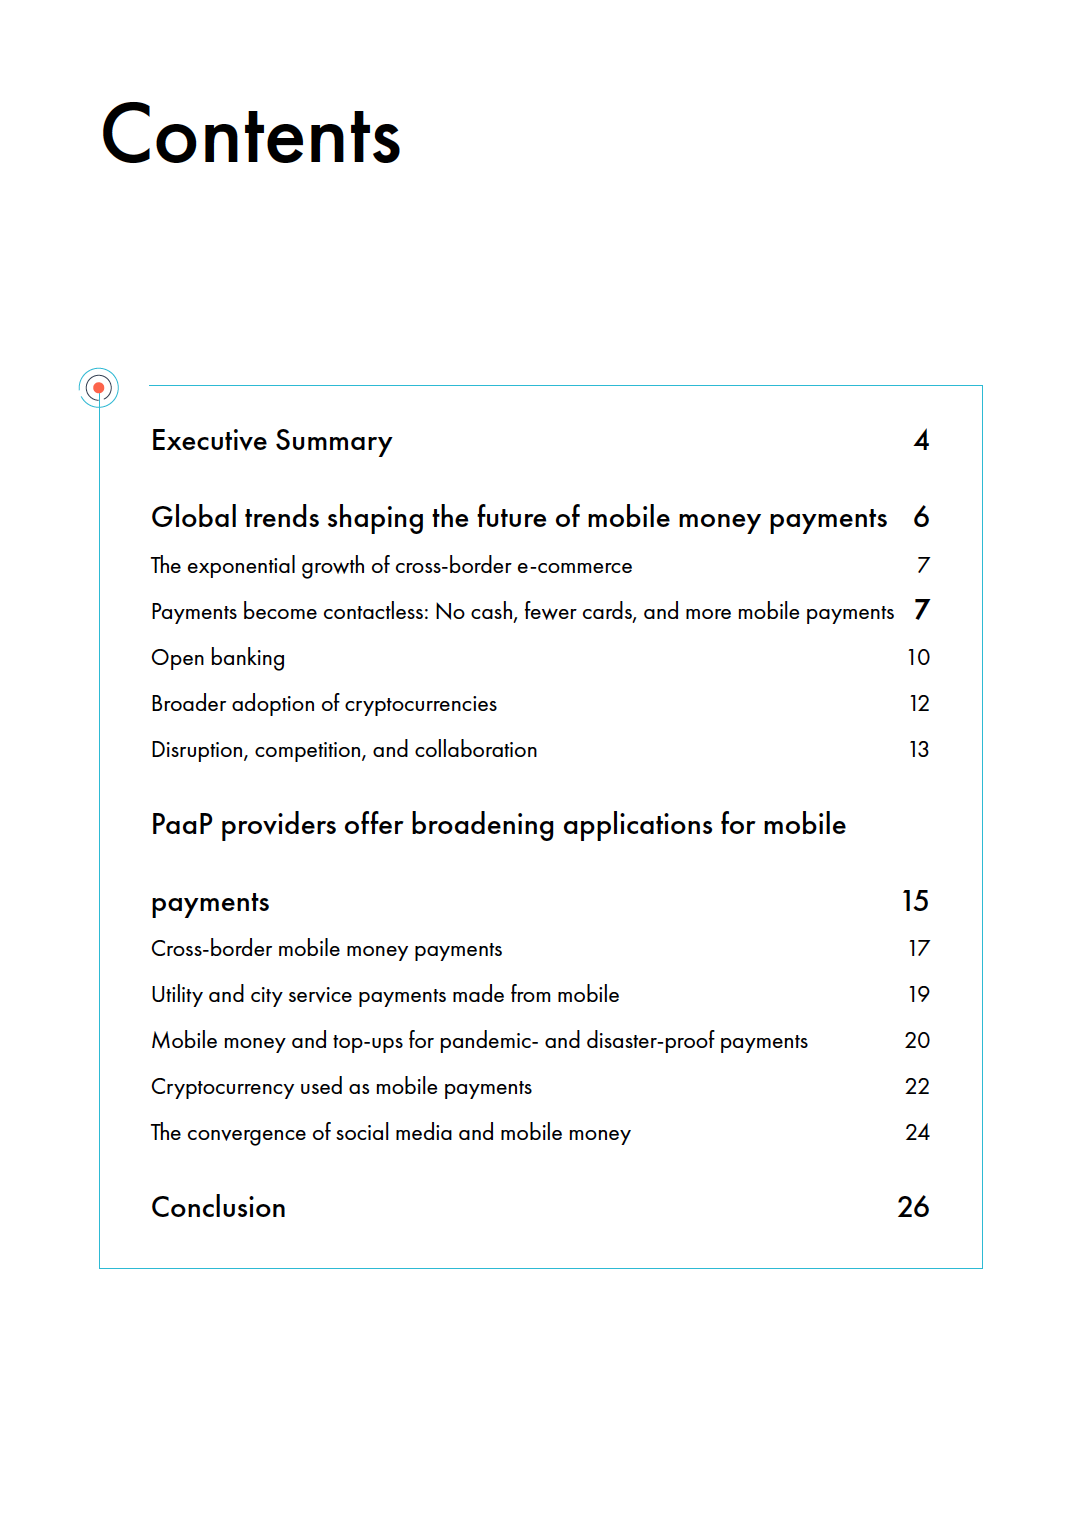 Contents
Executive Summary 4
Global trends shaping the future of mobile money payments 6
The exponential growth of cross-border e-commerce 7
Payments become contactless: No cash, fewer cards, and more mobile payments 7
Open banking 10
Broader adoption of cryptocurrencies 12
Disruption, competition, and collaboration 13
PaaP providers offer broadening applications for mobile
payments 15
Cross-border mobile money payments 17
Utility and city service payments made from mobile 19
Mobile money and top-ups for pandemic- and disaster-proof payments 20
Cryptocurrency used as mobile payments 22
The convergence of social media and mobile money 24
Conclusion 26